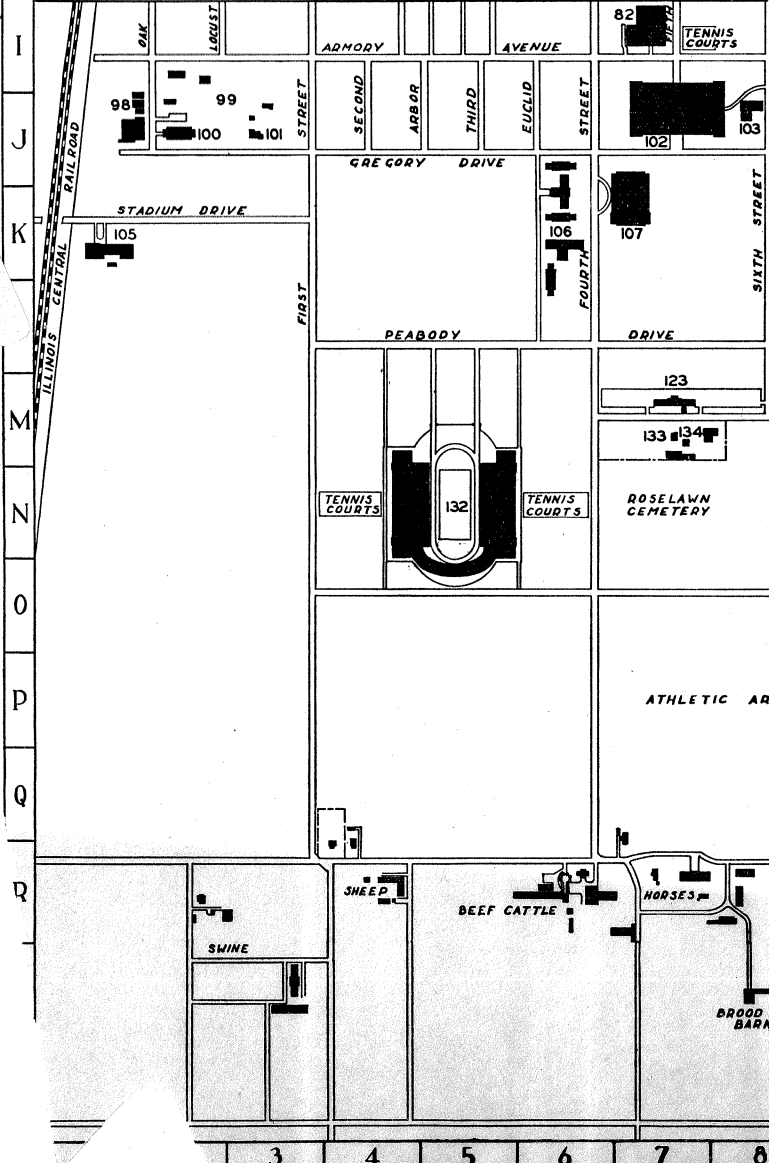 I
J
K
M
N
O
P
Q
R
OAK
LOCUST
ARMORY AVENUE
82
FIFTH
TENNIS
COURTS
98
99
100
101
STREET
SECOND
ARBOR
THIRD
EUCLID
STREET
102
103
RAILROAD
GREGORY DRIVE
STADIUM DRIVE
105
106
107
SIXTH STREET
ILLINOIS CENTRAL
FIRST
FOURTH
PEABODY DRIVE
123
133
134
132
TENNIS
COURTS
TENNIS
COURTS
ROSELAWN
CEMETERY
ATHLETIC AR
SHEEP
BEEF CATTLE
HORSES
SWINE
BROOD
BARN
3 4 5 6 7 8